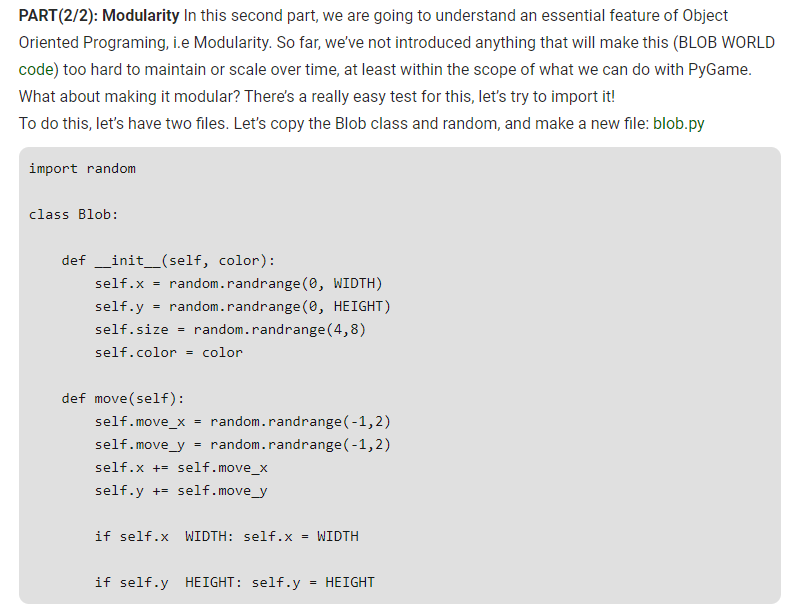 PART(2/2): Modularity In this second part, we are going to understand an essential feature of Object
Oriented Programing, i.e Modularity. So far, we've not introduced anything that will make this (BLOB WORLD
code) too hard to maintain or scale over time, at least within the scope of what we can do with PyGame.
What about making it modular? There's a really easy test for this, let's try to import it!
To do this, let's have two files. Let's copy the Blob class and random, and make a new file: blob.py
import random
class Blob:
    def __init__(self, color):
        self.x = random.randrange(0, WIDTH)
        self.y = random.randrange(0, HEIGHT)
        self.size = random.randrange(4,8)
        self.color = color
    def move(self):
        self.move_x = random.randrange(-1,2)
        self.move_y = random.randrange(-1,2)
        self.x += self.move_x
        self.y += self.move_y
        if self.x  WIDTH: self.x = WIDTH
        if self.y  HEIGHT: self.y = HEIGHT